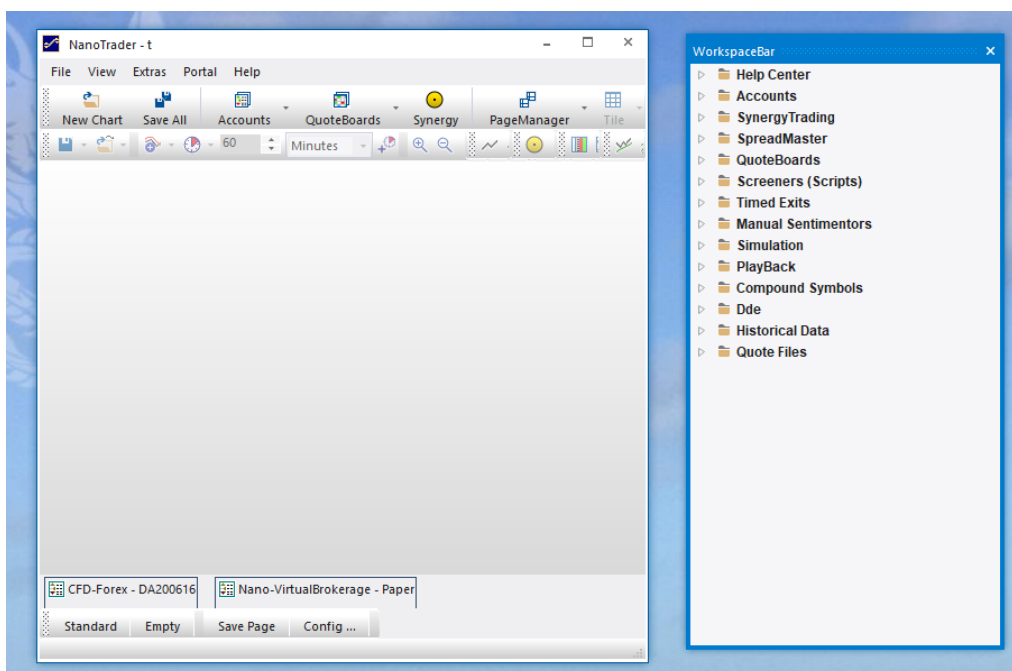 NanoTrader - t
File View Extras Portal Help
New Chart Save All Accounts QuoteBoards Synergy PageManager Tile
60 Minutes
CFD-Forex - DA200616 Nano-VirtualBrokerage - Paper
Standard Empty Save Page Config ...
WorkspaceBar
Help Center
Accounts
SynergyTrading
SpreadMaster
QuoteBoards
Screeners (Scripts)
Timed Exits
Manual Sentimentors
Simulation
PlayBack
Compound Symbols
Dde
Historical Data
Quote Files